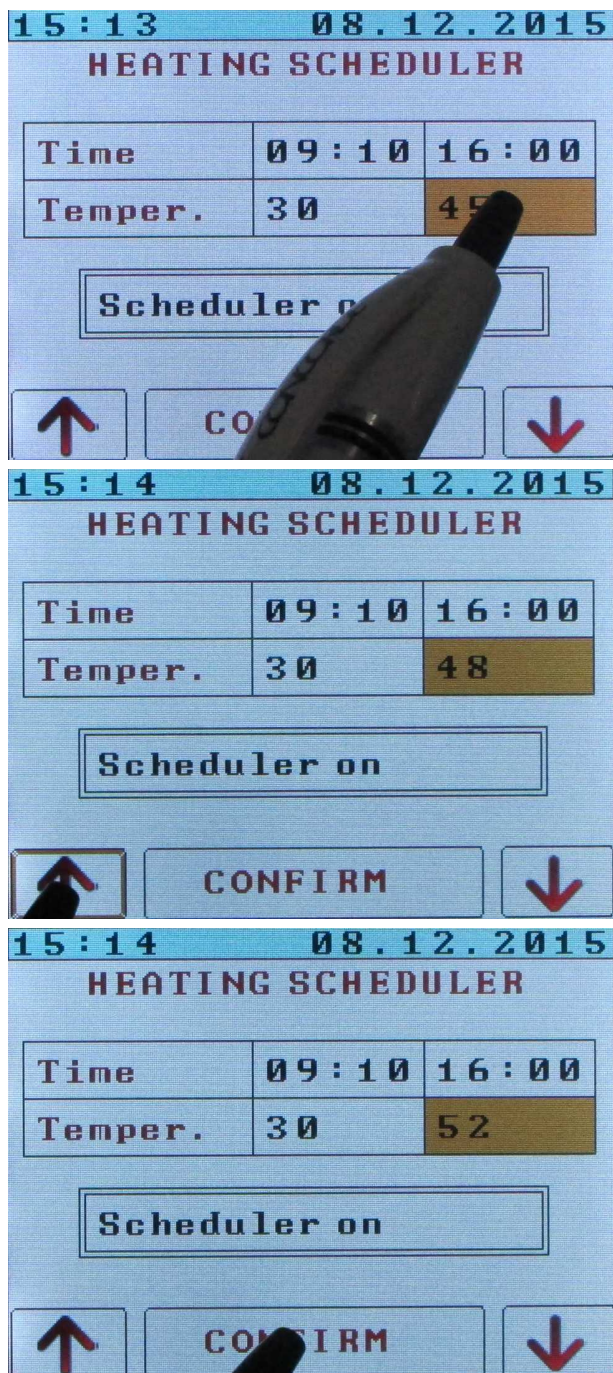 15:13 08.12.2015
HEATING SCHEDULER
Time 09:10 16:00
Temper. 30 45
Scheduler
15:14 08.12.2015
HEATING SCHEDULER
Time 09:10 16:00
Temper. 30 48
Scheduler on
CONFIRM
15:14 08.12.2015
HEATING SCHEDULER
Time 09:10 16:00
Temper. 30 52
Scheduler on
CONFIRM